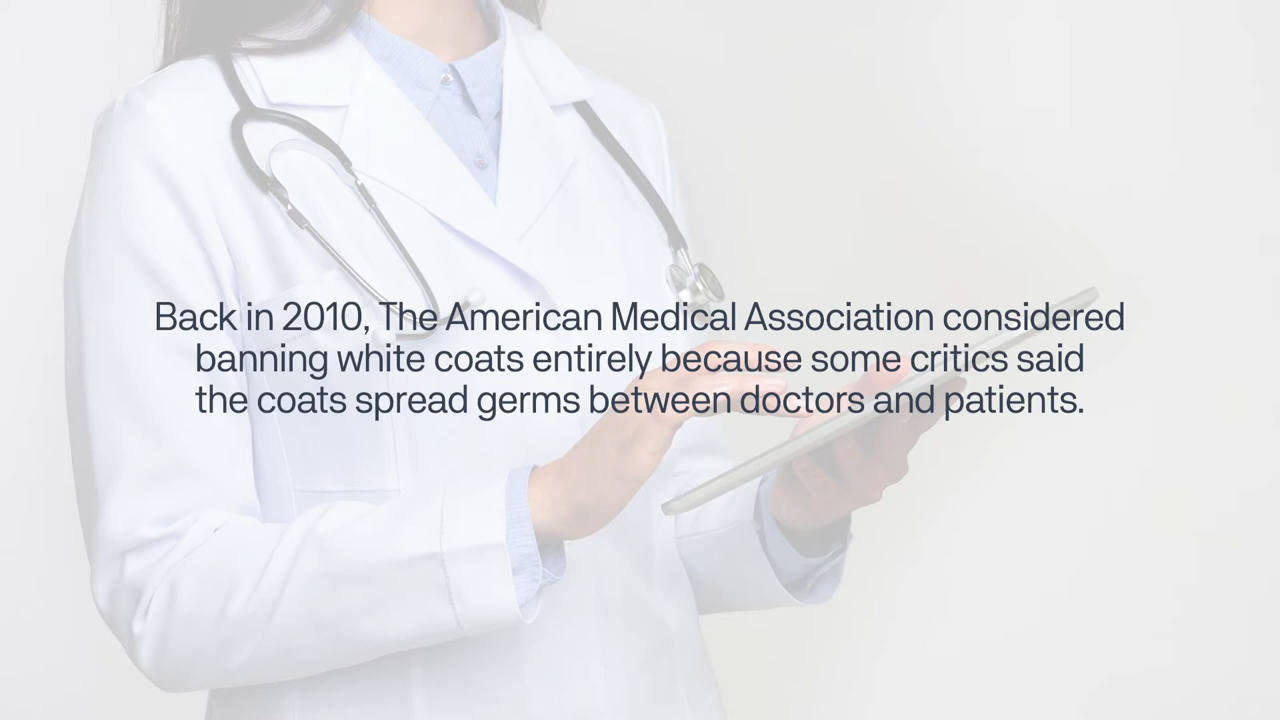 Back in 2010, The American Medical Association considered
banning white coats entirely because some critics said
the coats spread germs between doctors and patients.